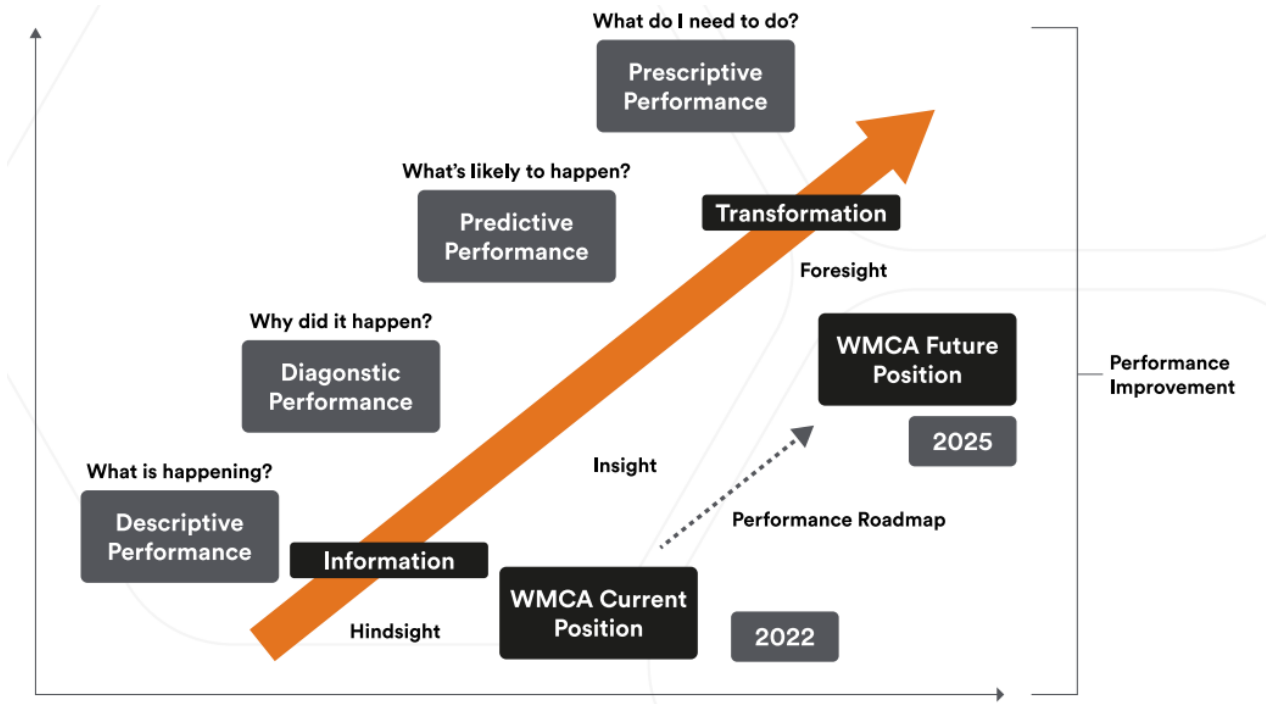 What do I need to do?
Prescriptive
Performance
What's likely to happen?
Predictive
Performance
Transformation
Foresight
Why did it happen?
Diagonstic
Performance
WMCA Future
Position
2025
Performance
Improvement
What is happening?
Descriptive
Performance
Insight
Performance Roadmap
Information
WMCA Current
Position
2022
Hindsight